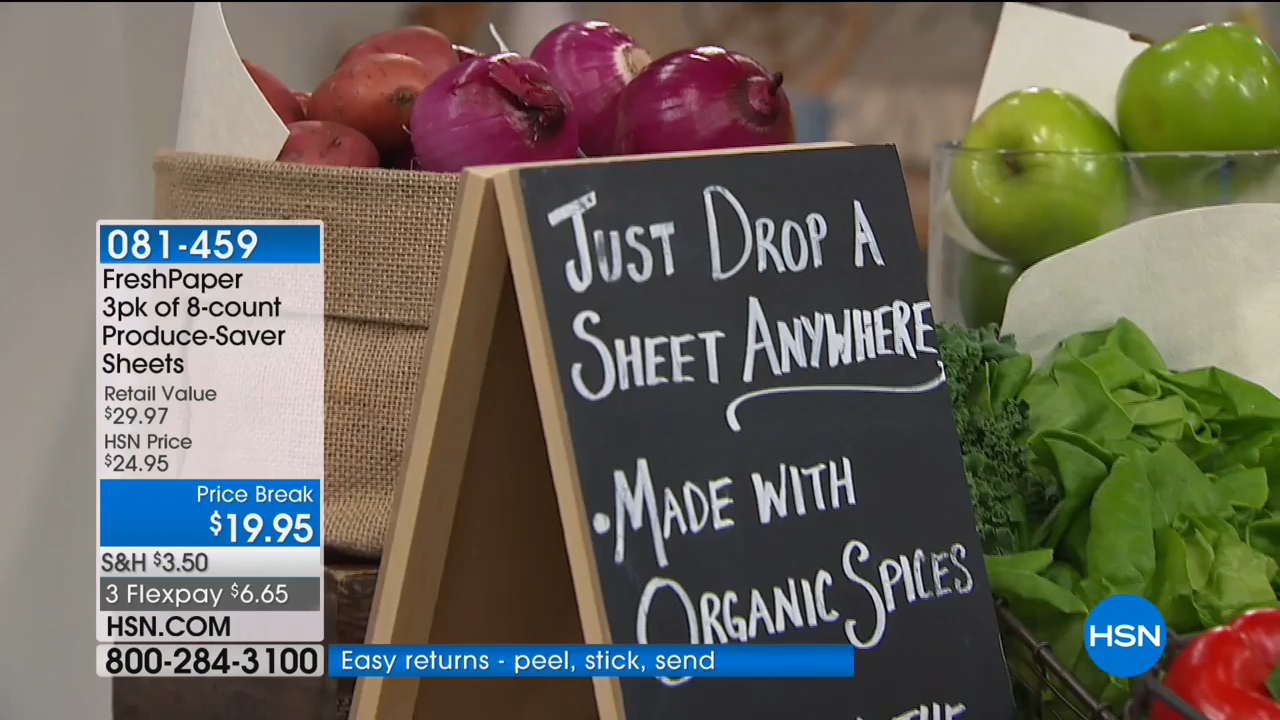 081-459
FreshPaper
3pk of 8-count
Produce-Saver
Sheets
Retail Value
$29.97
HSN Price
$24.95
Price Break
$19.95
S&H $3.50
3 Flexpay $6.65
HSN.COM
800-284-3100
Easy returns - peel, stick, send
JUST DROP A
SHEET ANYWHERE
• MADE WITH
ORGANIC SPICES
THE
HSN